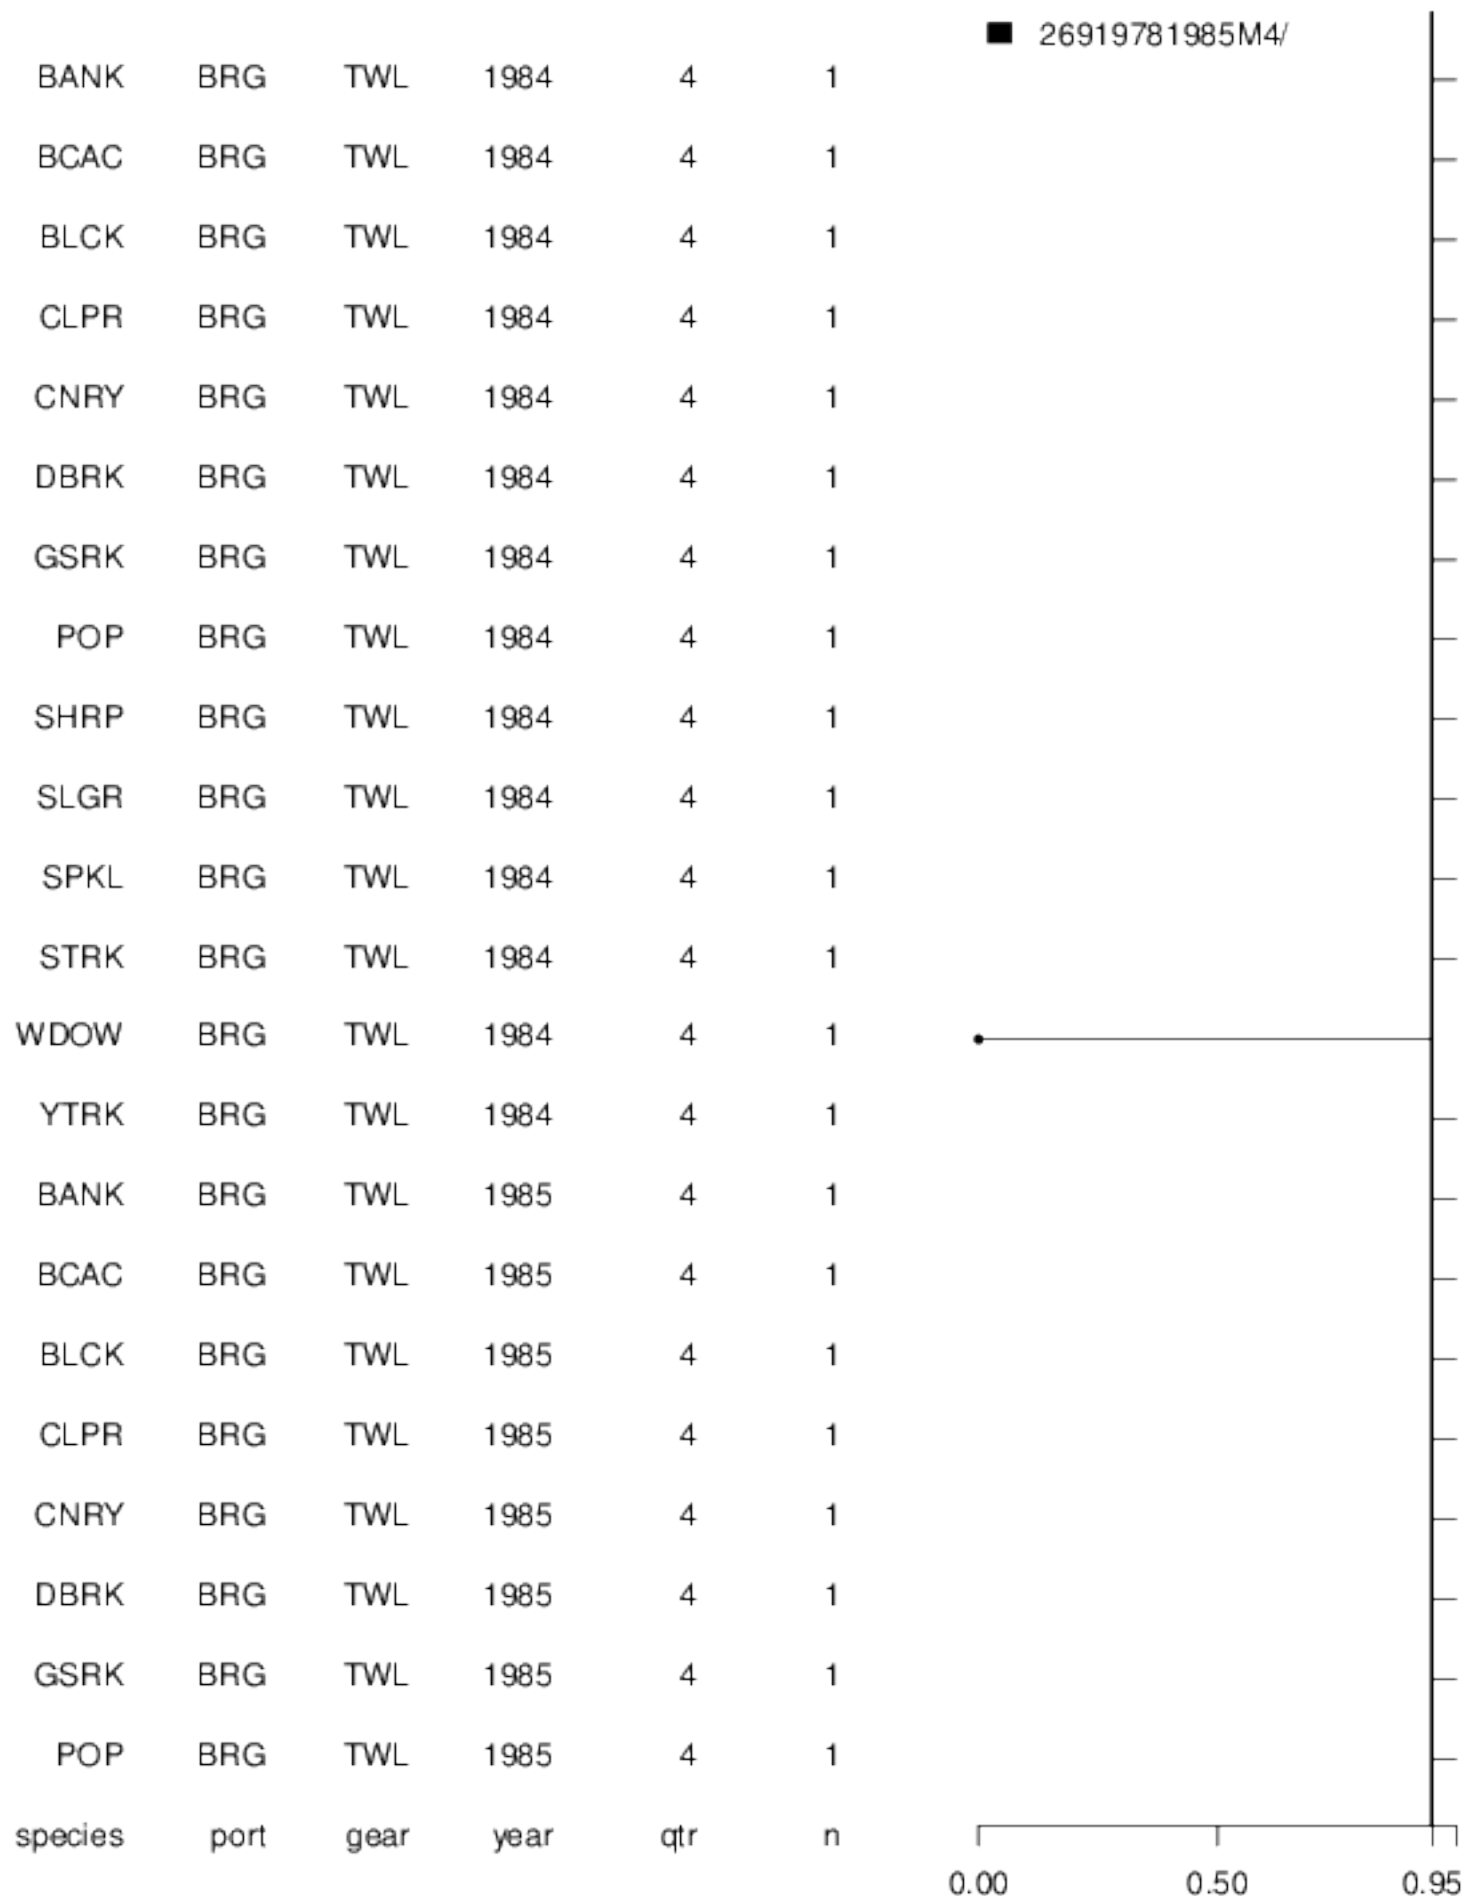 ■ 26919781985M4/
BANK BRG TWL 1984 4 1
BCAC BRG TWL 1984 4 1
BLCK BRG TWL 1984 4 1
CLPR BRG TWL 1984 4 1
CNRY BRG TWL 1984 4 1
DBRK BRG TWL 1984 4 1
GSRK BRG TWL 1984 4 1
POP BRG TWL 1984 4 1
SHRP BRG TWL 1984 4 1
SLGR BRG TWL 1984 4 1
SPKL BRG TWL 1984 4 1
STRK BRG TWL 1984 4 1
WDOW BRG TWL 1984 4 1
YTRK BRG TWL 1984 4 1
BANK BRG TWL 1985 4 1
BCAC BRG TWL 1985 4 1
BLCK BRG TWL 1985 4 1
CLPR BRG TWL 1985 4 1
CNRY BRG TWL 1985 4 1
DBRK BRG TWL 1985 4 1
GSRK BRG TWL 1985 4 1
POP BRG TWL 1985 4 1
species port gear year qtr n
0.00 0.50 0.95